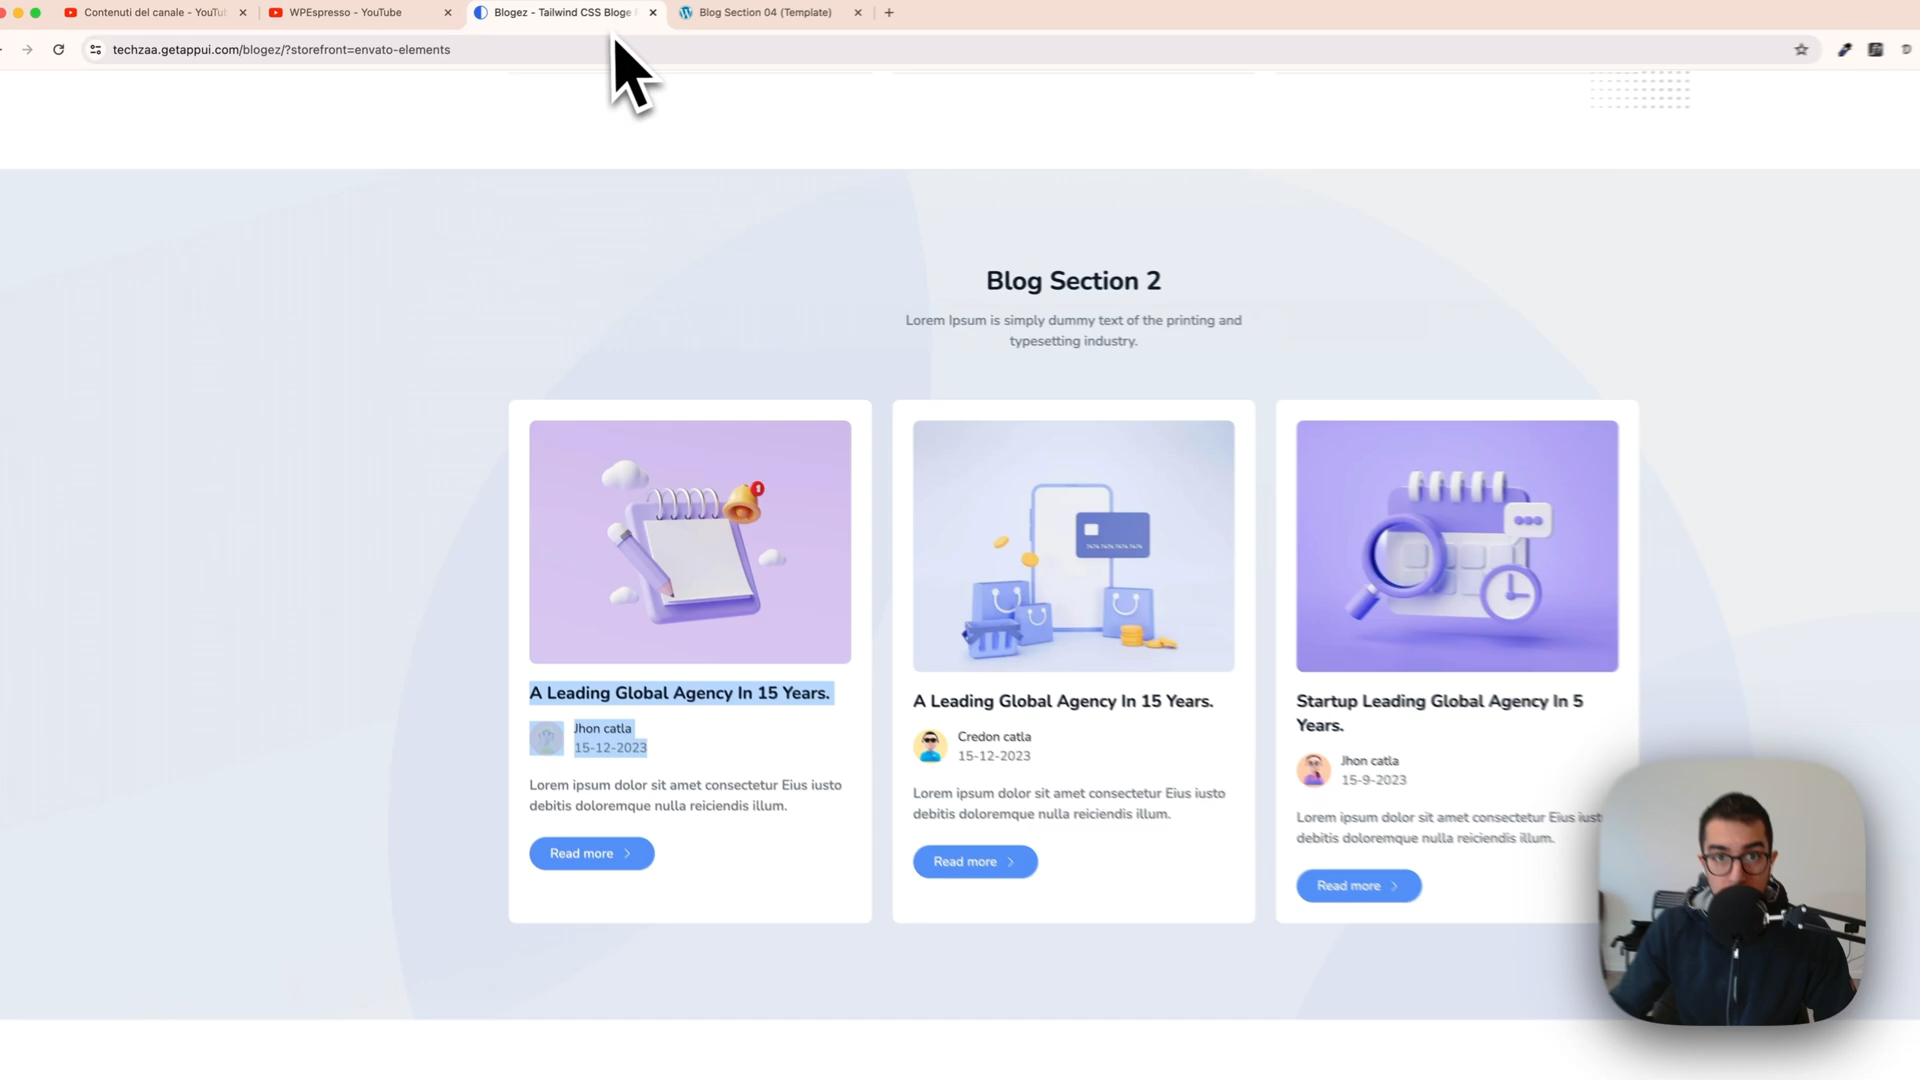 Contenuti del canale - YouTub
WPEspresso - YouTube
Blogez - Tailwind CSS Bloge
Blog Section 04 (Template)
techzaa.getappui.com/blogez/?storefront=envato-elements
Blog Section 2
Lorem Ipsum is simply dummy text of the printing and
typesetting industry.
A Leading Global Agency In 15 Years.
Jhon catla
15-12-2023
Lorem ipsum dolor sit amet consectetur Eius iusto
debitis doloremque nulla reiciendis illum.
Read more
A Leading Global Agency In 15 Years.
Credon catla
15-12-2023
Lorem ipsum dolor sit amet consectetur Eius iusto
debitis doloremque nulla reiciendis illum.
Read more
Startup Leading Global Agency In 5
Years.
Jhon catla
15-9-2023
Lorem ipsum dolor sit amet consectetur Eius iust
debitis doloremque nulla reiciendis illum.
Read more